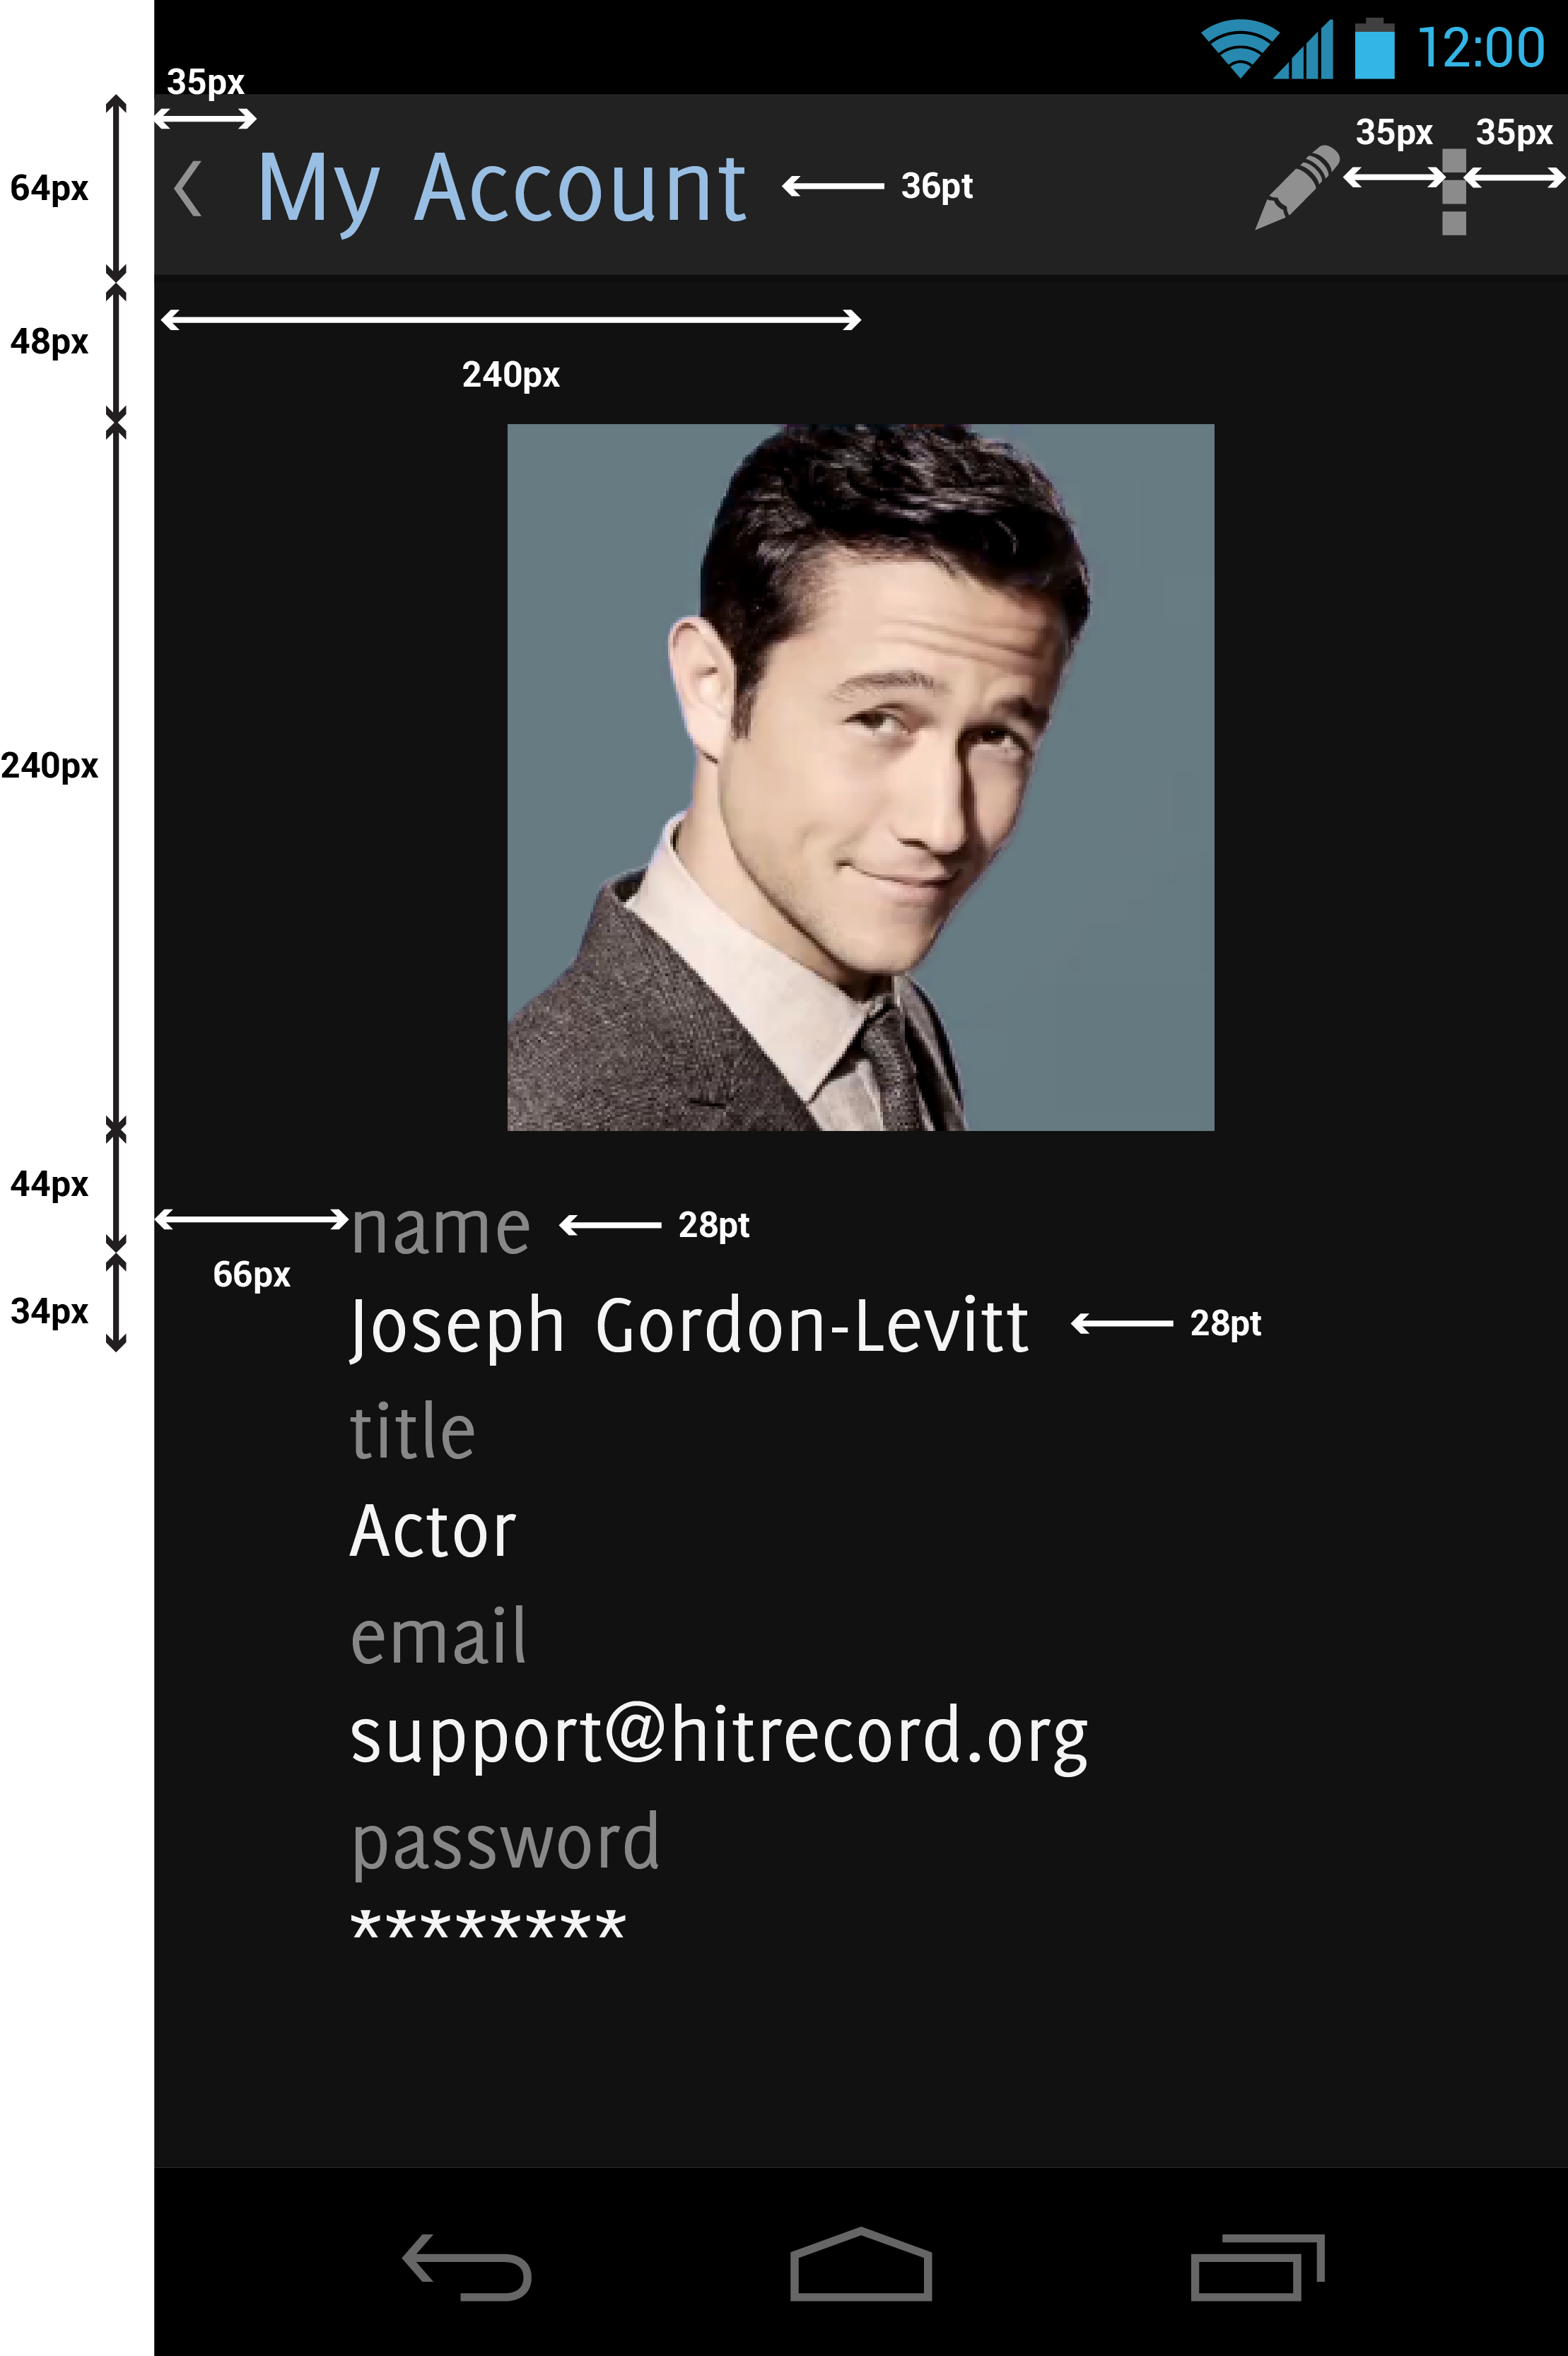 12:00
35px
35px
35px
64px
My Account
36pt
48px
240px
240px
44px
name
28pt
66px
34px
Joseph Gordon-Levitt
28pt
title
Actor
email
support@hitrecord.org
password
********